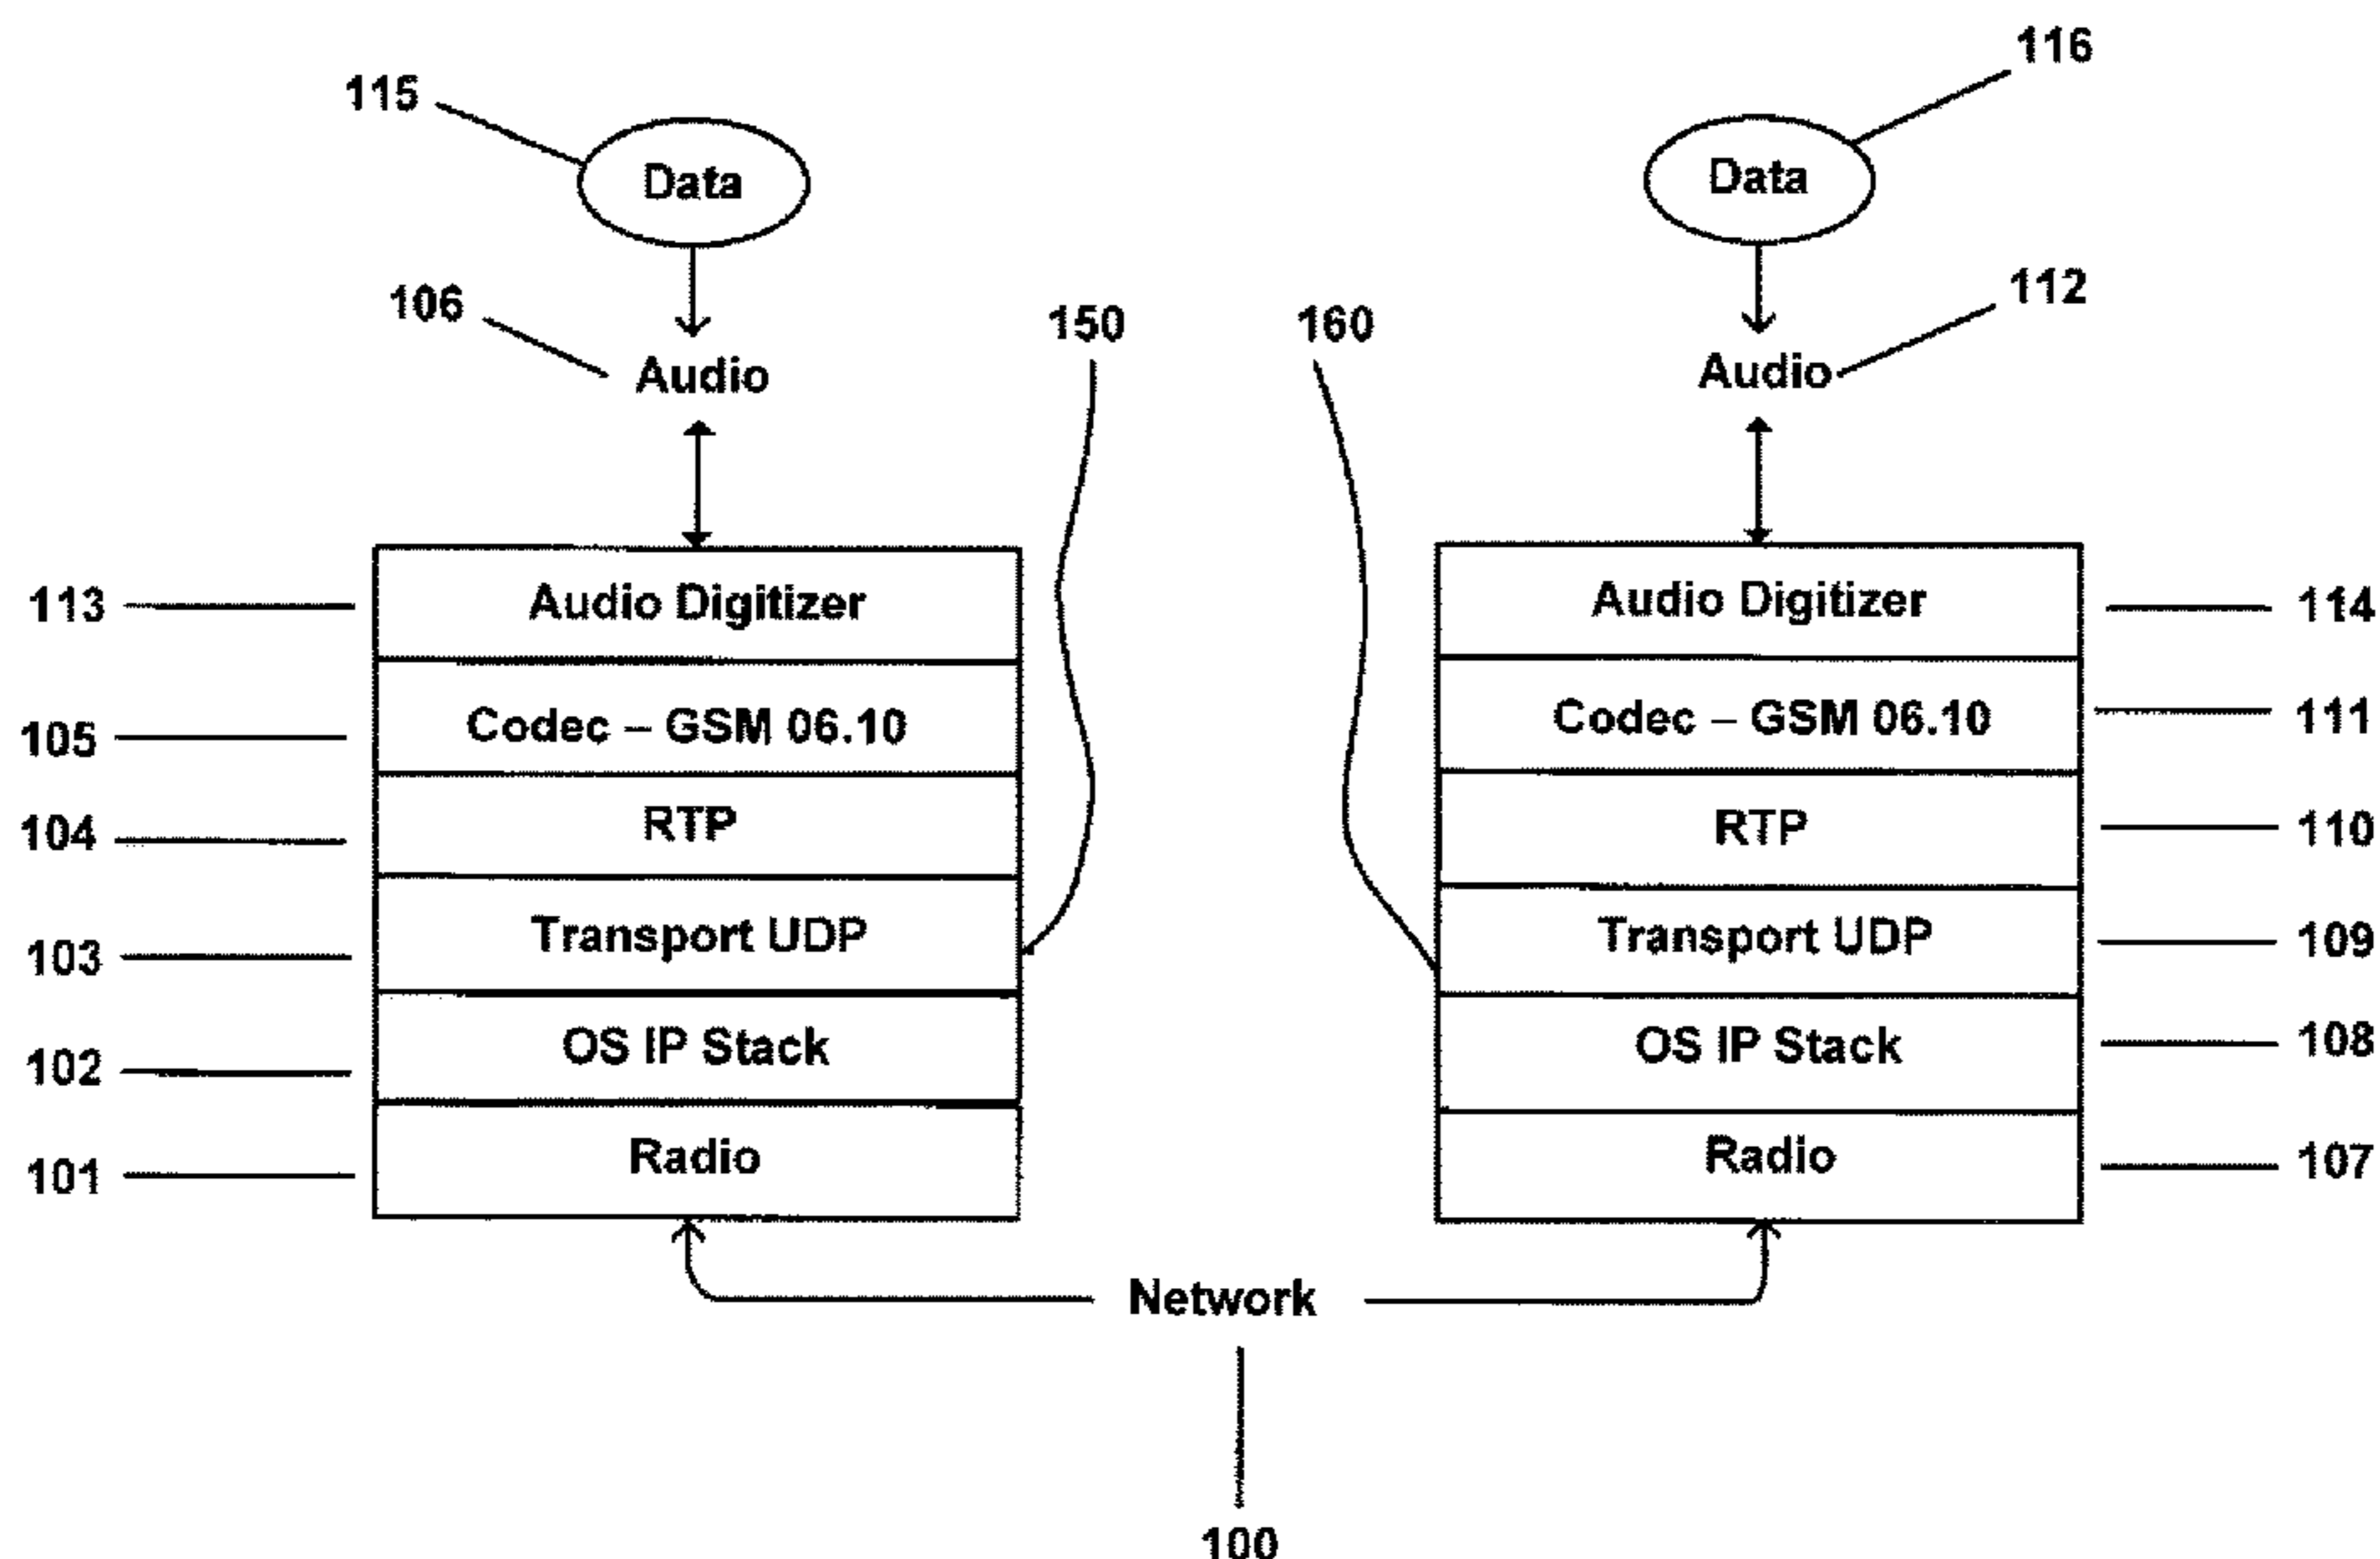 116
115
Data
Data
106
112
150
160
Audio
Audio
113
Audio Digitizer
Audio Digitizer
114
105
Codec – GSM 06.10
Codec – GSM 06.10
111
104
RTP
RTP
110
103
Transport UDP
Transport UDP
109
102
OS IP Stack
OS IP Stack
108
101
Radio
Radio
107
Network
100